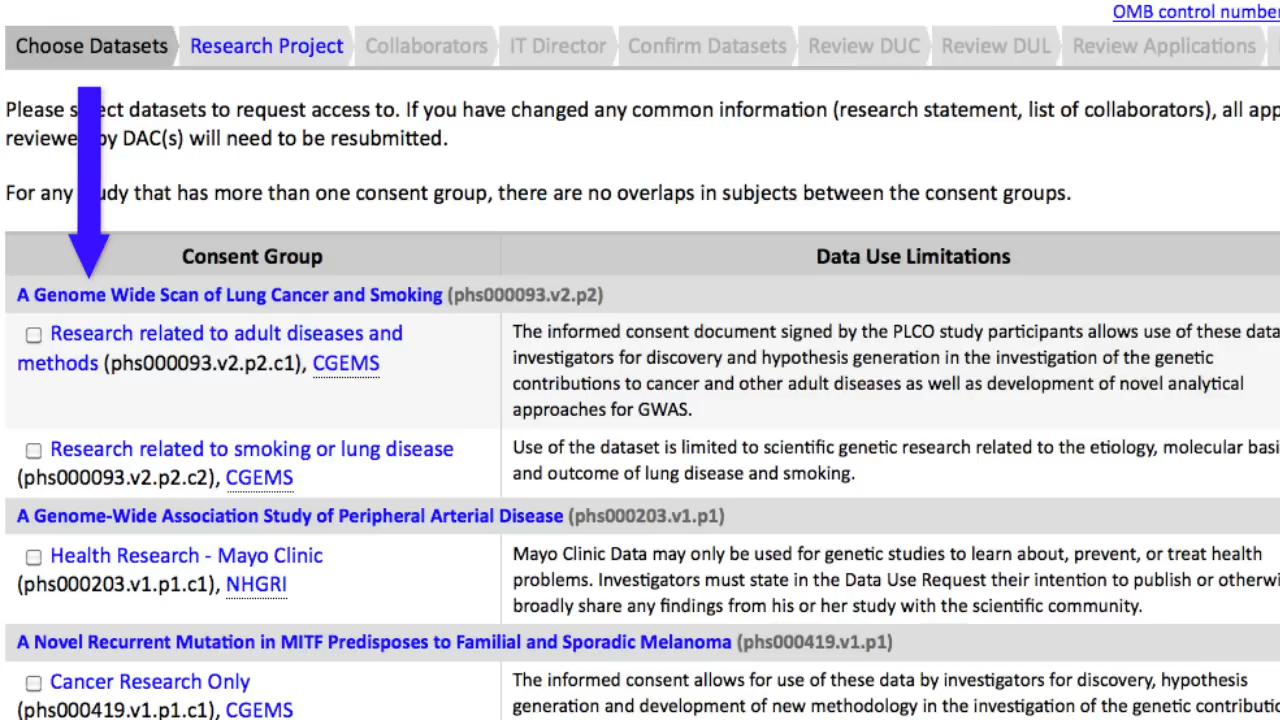 OMB control number
Choose Datasets Research Project Collaborators IT Director Confirm Datasets Review DUC Review DUL Review Applications
Please select datasets to request access to. If you have changed any common information (research statement, list of collaborators), all app
reviewed by DAC(s) will need to be resubmitted.
For any study that has more than one consent group, there are no overlaps in subjects between the consent groups.
Consent Group Data Use Limitations
A Genome Wide Scan of Lung Cancer and Smoking (phs000093.v2.p2)
Research related to adult diseases and
methods (phs000093.v2.p2.c1), CGEMS
The informed consent document signed by the PLCO study participants allows use of these data
investigators for discovery and hypothesis generation in the investigation of the genetic
contributions to cancer and other adult diseases as well as development of novel analytical
approaches for GWAS.
Research related to smoking or lung disease
(phs000093.v2.p2.c2), CGEMS
Use of the dataset is limited to scientific genetic research related to the etiology, molecular basi
and outcome of lung disease and smoking.
A Genome-Wide Association Study of Peripheral Arterial Disease (phs000203.v1.p1)
Health Research - Mayo Clinic
(phs000203.v1.p1.c1), NHGRI
Mayo Clinic Data may only be used for genetic studies to learn about, prevent, or treat health
problems. Investigators must state in the Data Use Request their intention to publish or otherwi
broadly share any findings from his or her study with the scientific community.
A Novel Recurrent Mutation in MITF Predisposes to Familial and Sporadic Melanoma (phs000419.v1.p1)
Cancer Research Only
(phs000419.v1.p1.c1), CGEMS
The informed consent allows for use of these data by investigators for discovery, hypothesis
generation and development of new methodology in the investigation of the genetic contributio